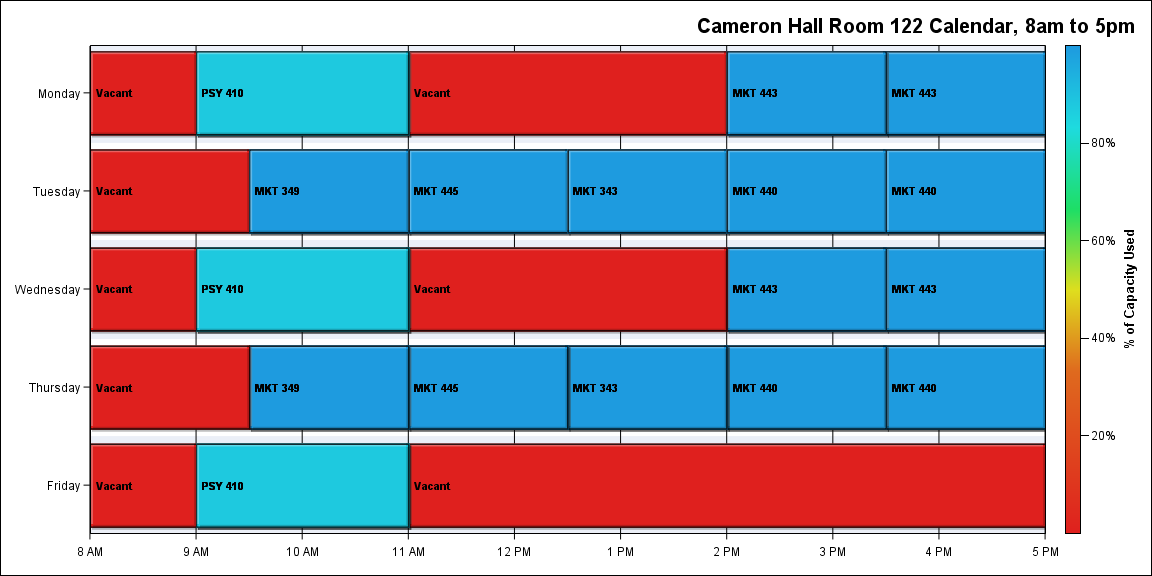 Cameron Hall Room 122 Calendar, 8am to 5pm
Monday
Vacant
PSY 410
Vacant
MKT 443
MKT 443
Tuesday
Vacant
MKT 349
MKT 445
MKT 343
MKT 440
MKT 440
Wednesday
Vacant
PSY 410
Vacant
MKT 443
MKT 443
Thursday
Vacant
MKT 349
MKT 445
MKT 343
MKT 440
MKT 440
Friday
Vacant
PSY 410
Vacant
8 AM
9 AM
10 AM
11 AM
12 PM
1 PM
2 PM
3 PM
4 PM
5 PM
80%
60%
40%
20%
% of Capacity Used